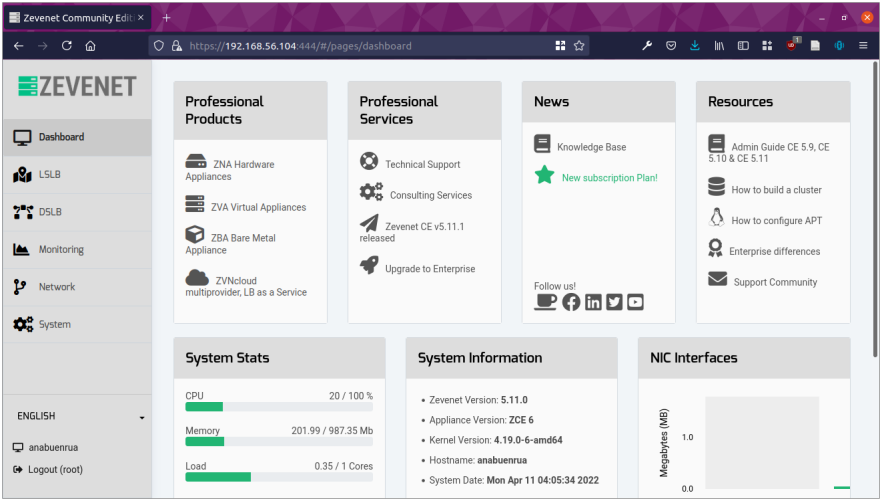 Zevenet Community Editi
https://192.168.56.104:444/#/pages/dashboard
1
ZEVENET
Dashboard
LSLB
DSLB
Monitoring
Network
System
ENGLISH
anabuenrua
Logout (root)
Professional
Products
ZNA Hardware
Appliances
ZVA Virtual Appliances
ZBA Bare Metal
Appliance
ZVNcloud
multiprovider, LB as a Service
Professional
Services
Technical Support
Consulting Services
Zevenet CE v5.11.1
released
Upgrade to Enterprise
News
Knowledge Base
New subscription Plan!
Follow us!
Resources
Admin Guide CE 5.9, CE
5.10 & CE 5.11
How to build a cluster
How to configure APT
Enterprise differences
Support Community
System Stats
CPU 20 / 100 %
Memory 201.99 / 987.35 Mb
Load 0.35 / 1 Cores
System Information
Zevenet Version: 5.11.0
Appliance Version: ZCE 6
Kernel Version: 4.19.0-6-amd64
Hostname: anabuenrua
System Date: Mon Apr 11 04:05:34 2022
NIC Interfaces
Megabytes (MB)
1.0
0.0